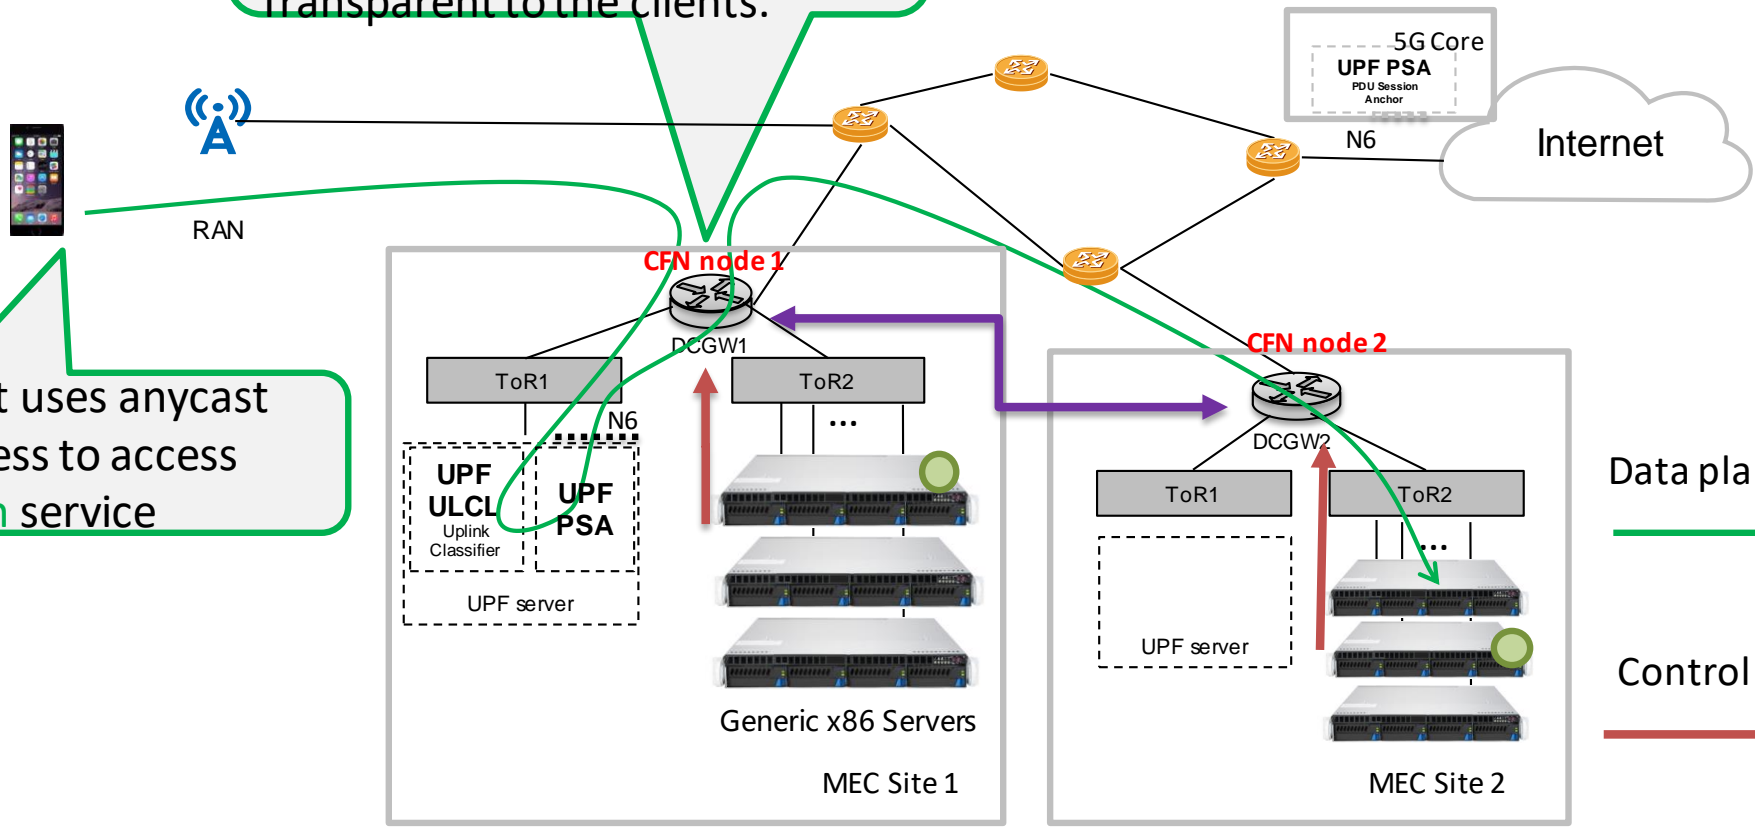 Transparent to the clients.
5G Core
UPF PSA
PDU Session
Anchor
N6
Internet
RAN
CFN node 1
DCGW1
ToR1
ToR2
...
N6
UPF
ULCL
Uplink
Classifier
UPF
PSA
UPF server
Generic x86 Servers
MEC Site 1
CFN node 2
DCGW2
ToR1
ToR2
...
UPF server
MEC Site 2
t uses anycast
ess to access
n service
Data pla
Control